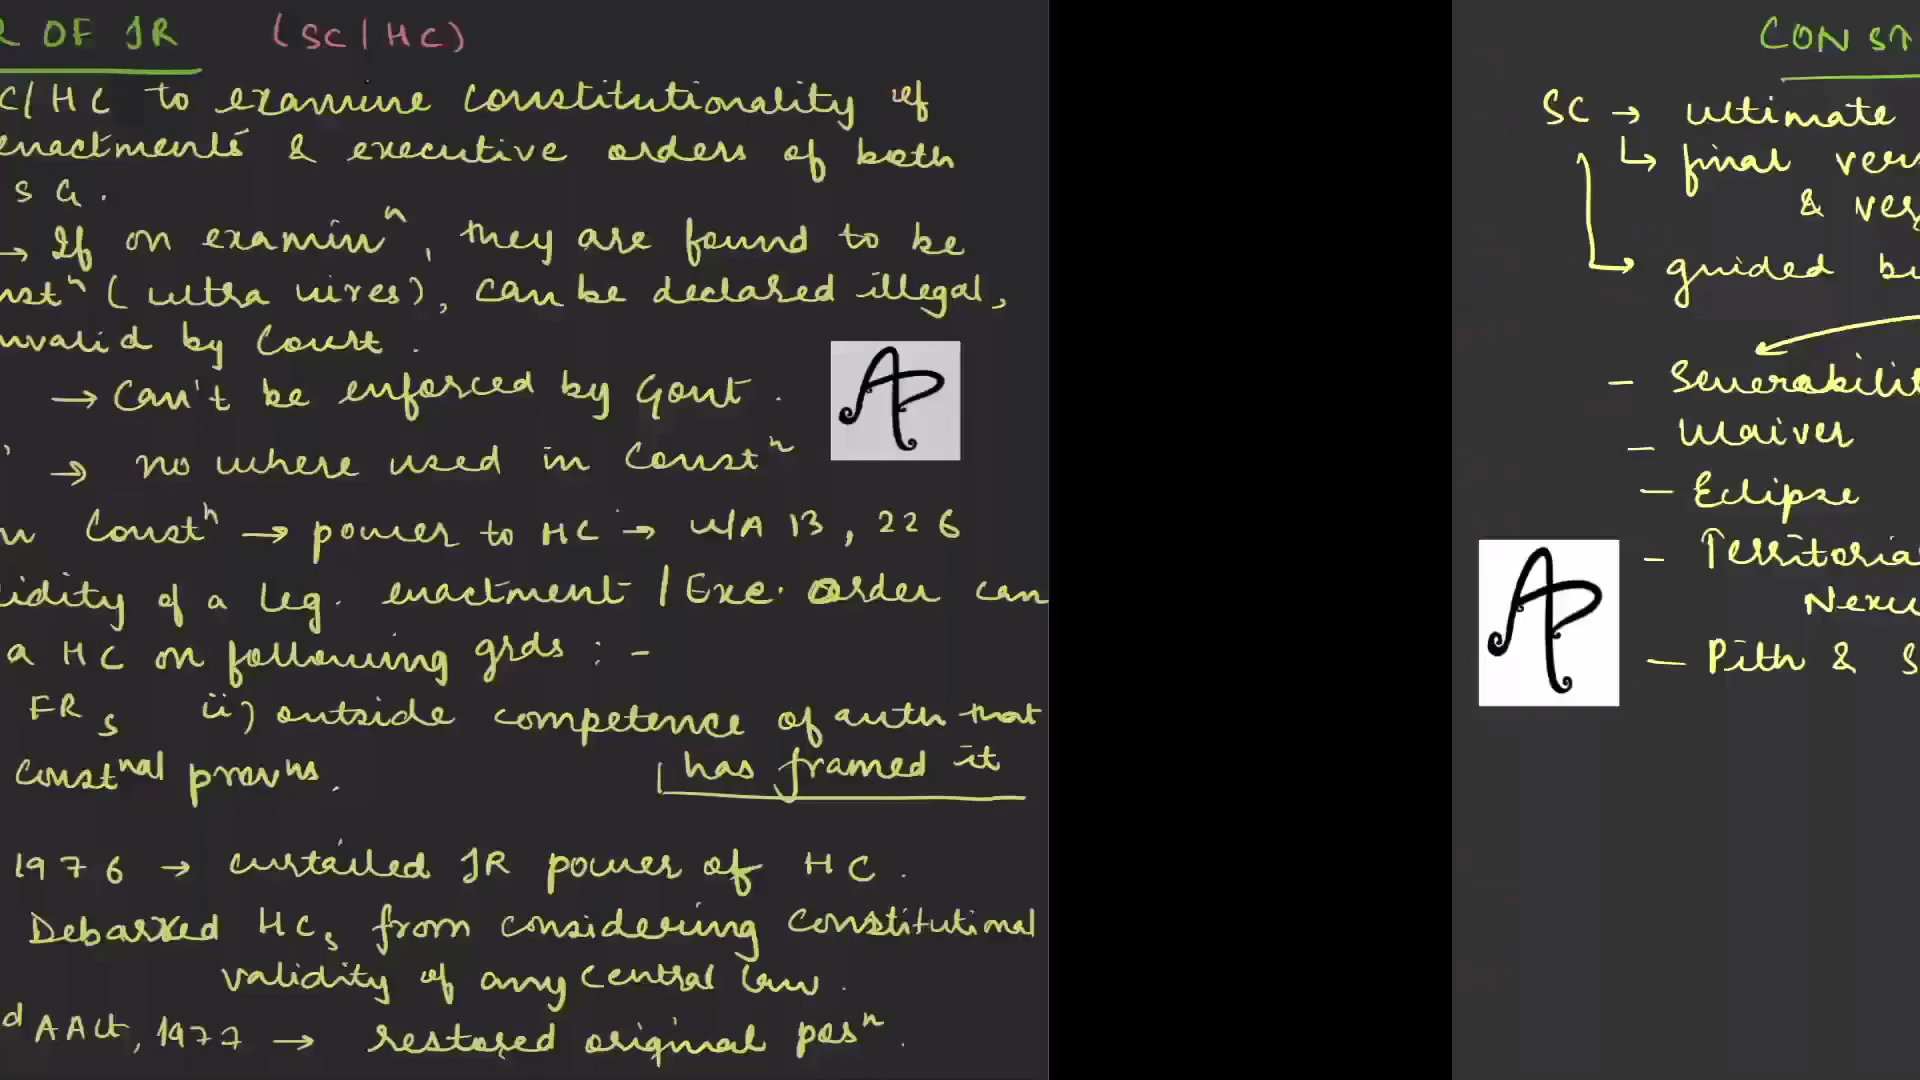 R OF JR (SC/HC)
C/HC to examine constitutionality of
enactments & executive orders of both
SG.
→ If on examinⁿ, they are found to be
nstⁿ (ultra vires), can be declared illegal,
nvalid by Court.
→ Can't be enforced by Govt.
' → no where used in Constⁿ
n Constⁿ → power to HC → u/A 13, 226
idity of a leg. enactment / Exe. order can
a HC on following grds : -
FRs ii) outside competence of auth that
has framed it
constⁿᵃˡ provⁿs.
1976 → curtailed JR power of HC.
Debarred HCs from considering constitutional
validity of any central law.
d AAct, 1977 → restored original posⁿ.
AP
CONST
SC → ultimate
↳ final
&
↳ guided
- Severabilit
- Waiver
- Eclipse
- Territoria
Nexu
- Pith & S
AP